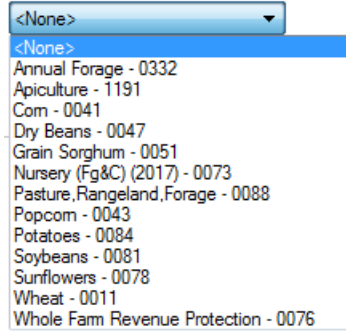 <None>
<None>
Annual Forage - 0332
Apiculture - 1191
Corn - 0041
Dry Beans - 0047
Grain Sorghum - 0051
Nursery (Fg&C) (2017) - 0073
Pasture,Rangeland,Forage - 0088
Popcorn - 0043
Potatoes - 0084
Soybeans - 0081
Sunflowers - 0078
Wheat - 0011
Whole Farm Revenue Protection - 0076